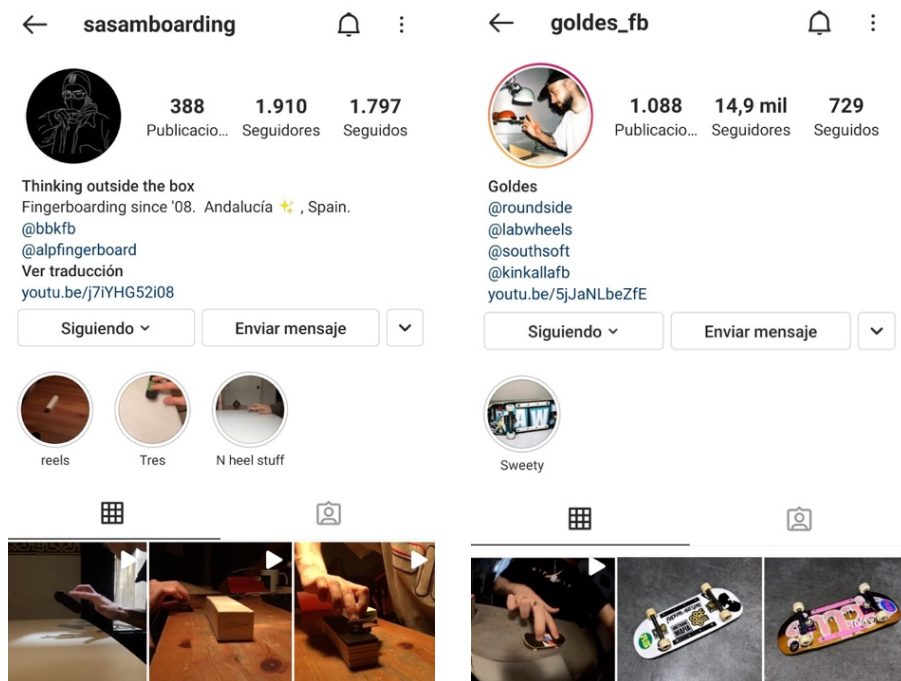 sasamboarding
388 1.910 1.797
Publicacio... Seguidores Seguidos
Thinking outside the box
Fingerboarding since '08. Andalucía ✨ , Spain.
@bbkfb
@alpfingerboard
Ver traducción
youtu.be/j7iYHG52i08
Siguiendo Enviar mensaje
reels Tres N heel stuff
goldes_fb
1.088 14,9 mil 729
Publicacio... Seguidores Seguidos
Goldes
@roundside
@labwheels
@southsoft
@kinkallafb
youtu.be/5jJaNLbeZfE
Siguiendo Enviar mensaje
AW
Sweety